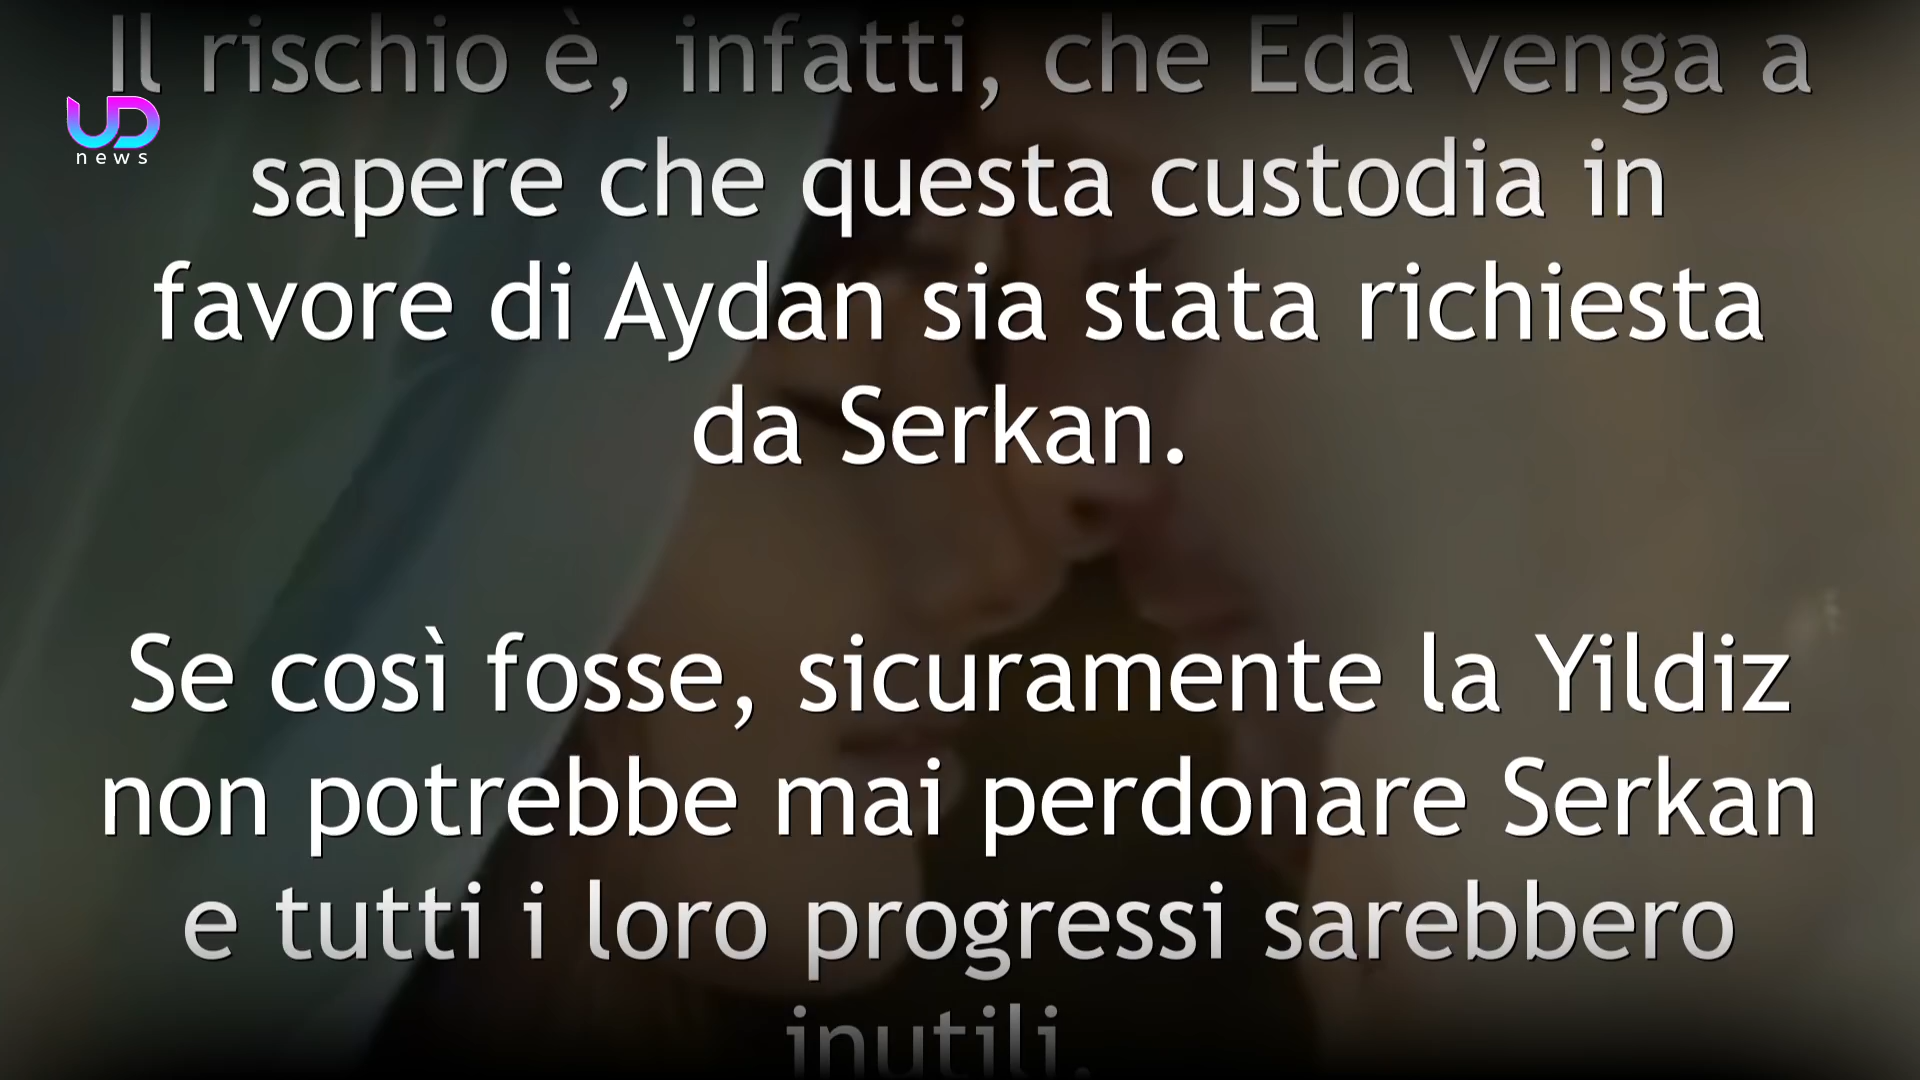 Il rischio è, infatti, che Eda venga a
UD
news
sapere che questa custodia in
favore di Aydan sia stata richiesta
da Serkan.
Se così fosse, sicuramente la Yildiz
non potrebbe mai perdonare Serkan
e tutti i loro progressi sarebbero
inutili.